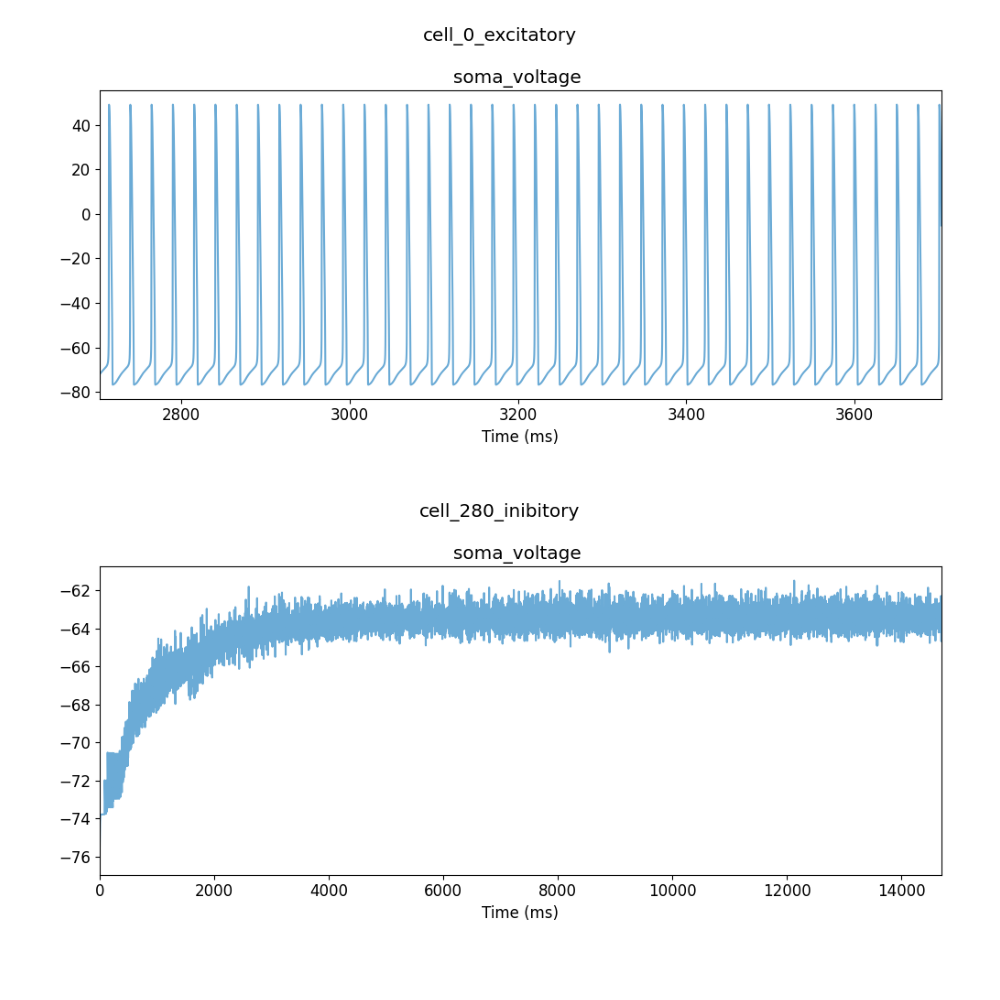 cell_0_excitatory
soma_voltage
40
20
0
−20
−40
−60
−80
2800 3000 3200 3400 3600
Time (ms)
cell_280_inibitory
soma_voltage
−62
−64
−66
−68
−70
−72
−74
−76
0 2000 4000 6000 8000 10000 12000 14000
Time (ms)